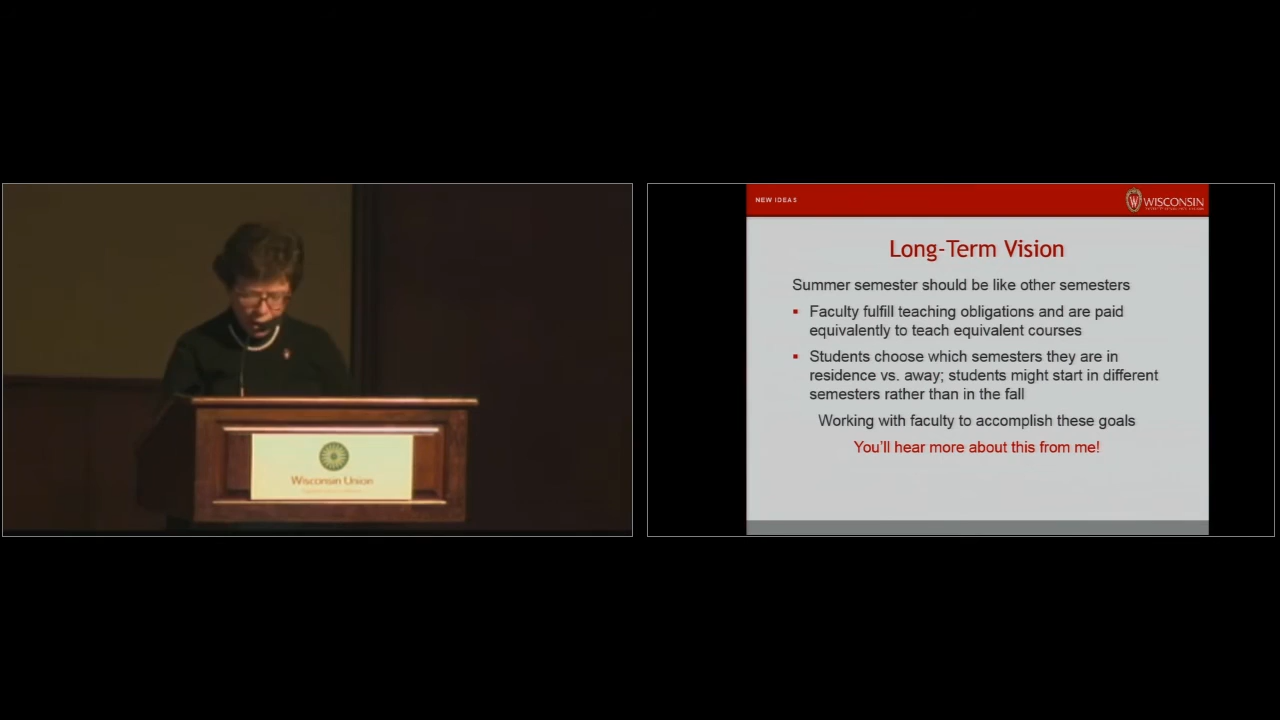 Wisconsin Union
NEW IDEAS
WISCONSIN
Long-Term Vision
Summer semester should be like other semesters
Faculty fulfill teaching obligations and are paid
equivalently to teach equivalent courses
Students choose which semesters they are in
residence vs. away; students might start in different
semesters rather than in the fall
Working with faculty to accomplish these goals
You'll hear more about this from me!